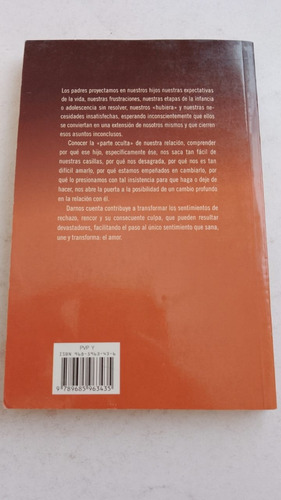 Los padres proyectamos en nuestros hijos nuestras expectativas
de la vida, nuestras frustraciones, nuestras etapas de la infancia
o adolescencia sin resolver, nuestros «hubiera» y nuestras ne-
cesidades insatisfechas, esperando inconscientemente que ellos
se conviertan en una extensión de nosotros mismos y que cierren
esos asuntos inconclusos.
Conocer la «parte oculta» de nuestra relación, comprender
por qué ese hijo, específicamente ése, nos saca tan fácil de
nuestras casillas, por qué nos desagrada, por qué nos es tan
difícil amarlo, por qué estamos empeñados en cambiarlo, por
qué lo presionamos con tal insistencia para que haga o deje de
hacer, nos abre la puerta a la posibilidad de un cambio profundo
en la relación con él.
Darnos cuenta contribuye a transformar los sentimientos de
rechazo, rencor y su consecuente culpa, que pueden resultar
devastadores, facilitando el paso al único sentimiento que sana,
une y transforma: el amor.
PVP F
ISBN 968-5963-43-6
9 789685 963435